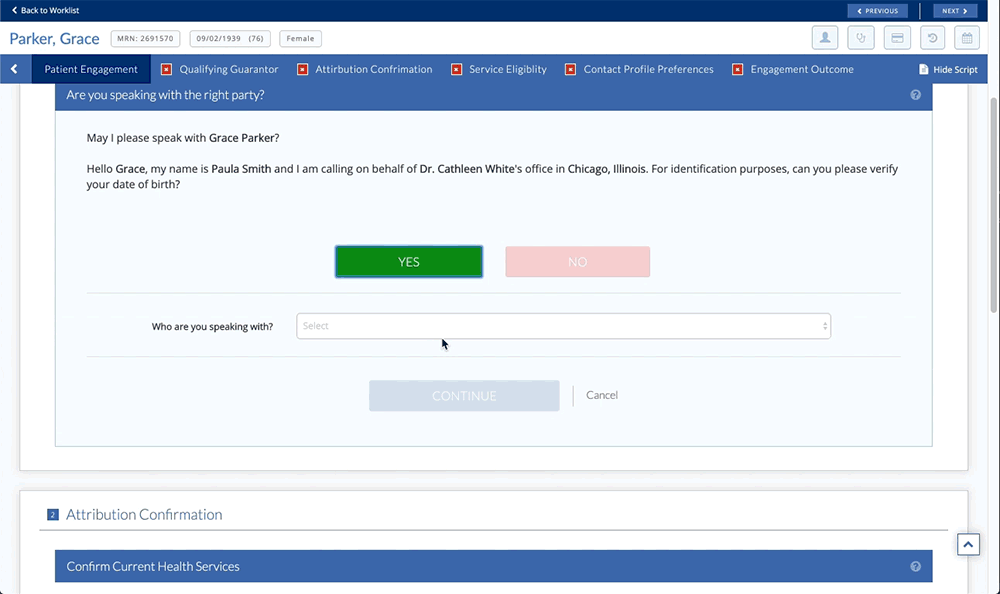 Back to Worklist
PREVIOUS
NEXT
Parker, Grace
MRN: 2691570
09/02/1939 (76)
Female
Patient Engagement
Qualifying Guarantor
Attirbution Confrimation
Service Eligiblity
Contact Profile Preferences
Engagement Outcome
Hide Script
Are you speaking with the right party?
?
May I please speak with Grace Parker?
Hello Grace, my name is Paula Smith and I am calling on behalf of Dr. Cathleen White's office in Chicago, Illinois. For identification purposes, can you please verify
your date of birth?
YES
NO
Who are you speaking with?
Select
CONTINUE
Cancel
2 Attribution Confirmation
Confirm Current Health Services
?